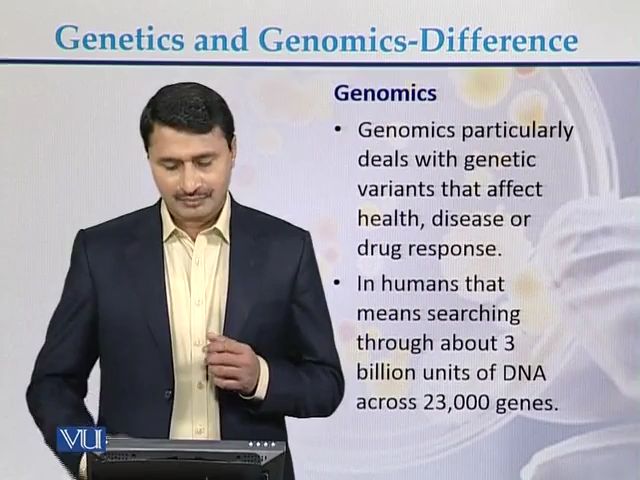 Genetics and Genomics-Difference
Genomics
• Genomics particularly
deals with genetic
variants that affect
health, disease or
drug response.
• In humans that
means searching
through about 3
billion units of DNA
across 23,000 genes.
VU